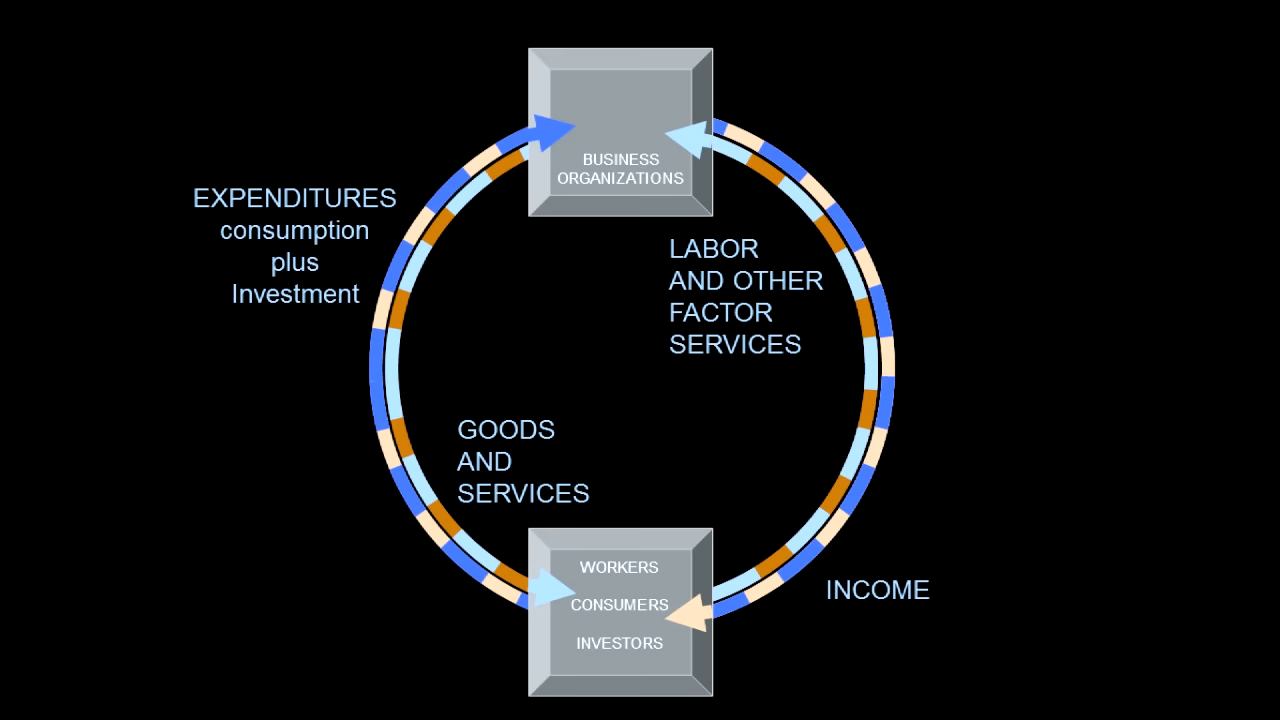 BUSINESS
ORGANIZATIONS
EXPENDITURES
consumption
plus
Investment
LABOR
AND OTHER
FACTOR
SERVICES
GOODS
AND
SERVICES
WORKERS
CONSUMERS
INVESTORS
INCOME